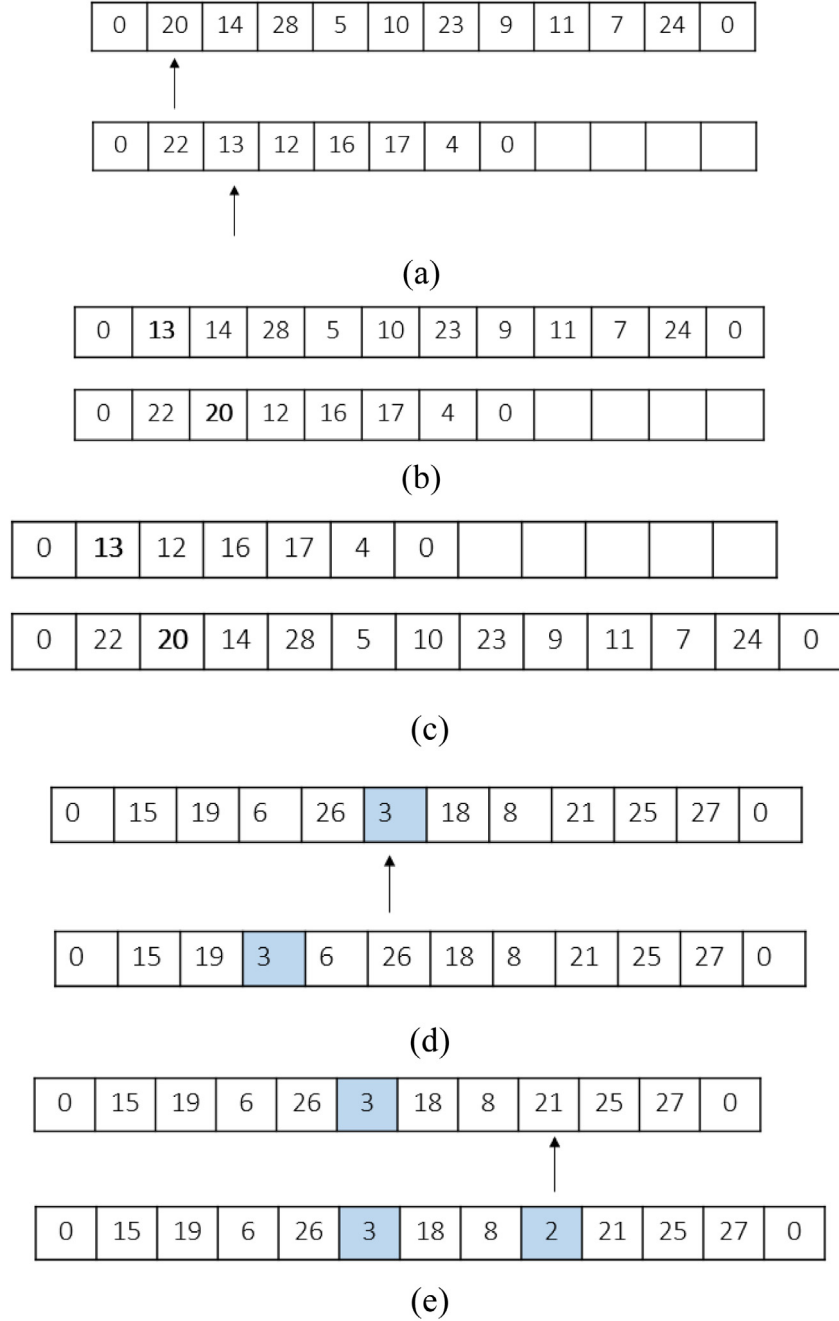 0 20 14 28 5 10 23 9 11 7 24 0
0 22 13 12 16 17 4 0
(a)
0 13 14 28 5 10 23 9 11 7 24 0
0 22 20 12 16 17 4 0
(b)
0 13 12 16 17 4 0
0 22 20 14 28 5 10 23 9 11 7 24 0
(c)
0 15 19 6 26 3 18 8 21 25 27 0
0 15 19 3 6 26 18 8 21 25 27 0
(d)
0 15 19 6 26 3 18 8 21 25 27 0
0 15 19 6 26 3 18 8 2 21 25 27 0
(e)